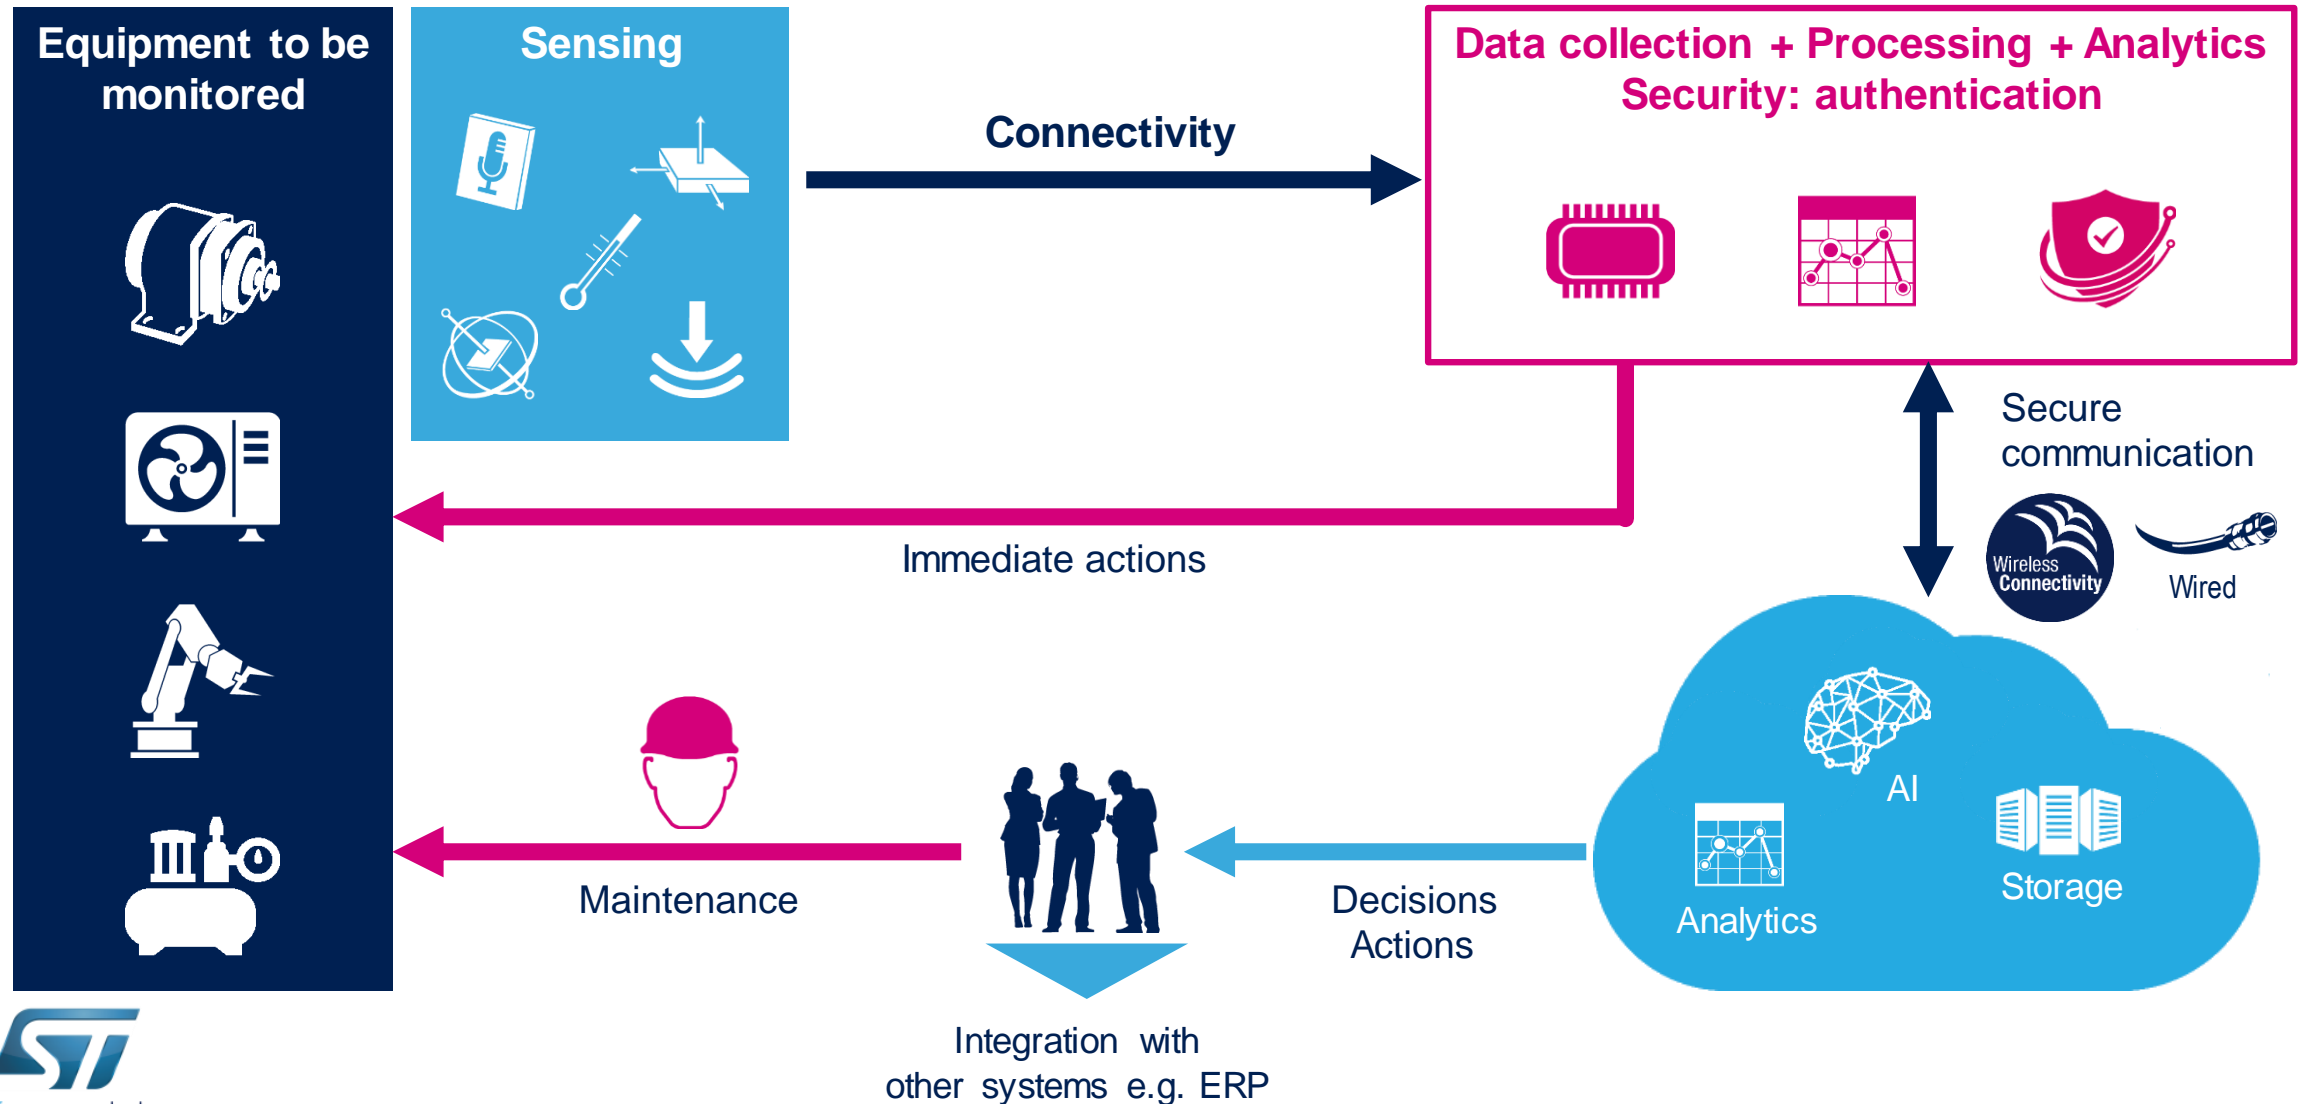 Equipment to be
monitored
Sensing
Connectivity
Data collection + Processing + Analytics
Security: authentication
Secure
communication
Wireless
Connectivity
Wired
Immediate actions
AI
Storage
Analytics
Maintenance
Decisions
Actions
Integration with
other systems e.g. ERP
ST